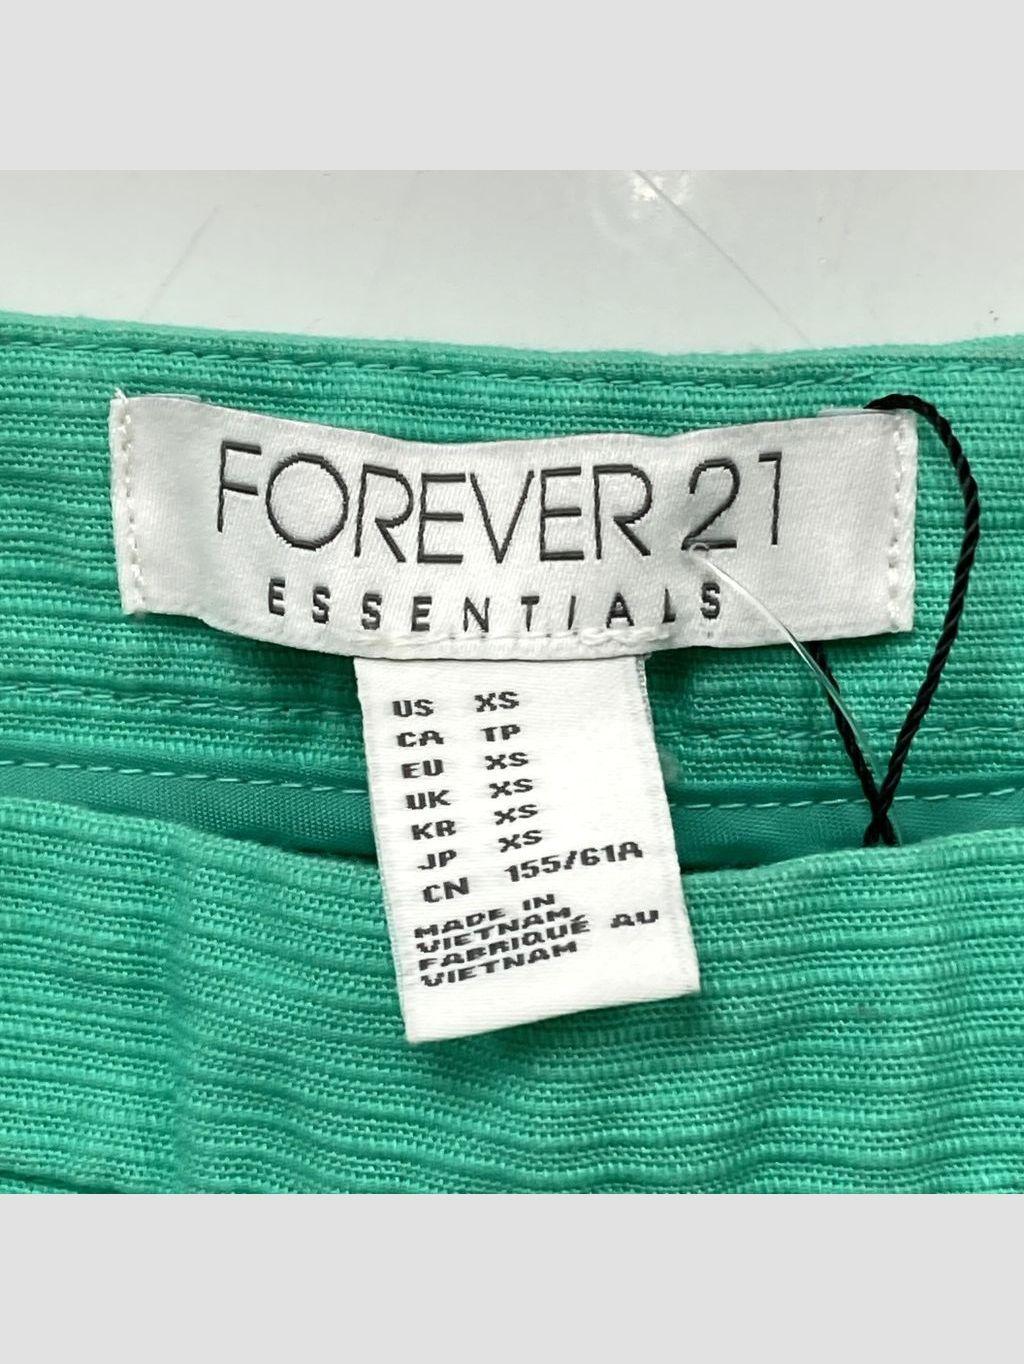 FOREVER 21
ESSENTIALS
US XS
CA TP
EU XS
UK XS
KR XS
JP XS
CN 155/61A
MADE IN
VIETNAM,
FABRIQUÉ AU
VIETNAM